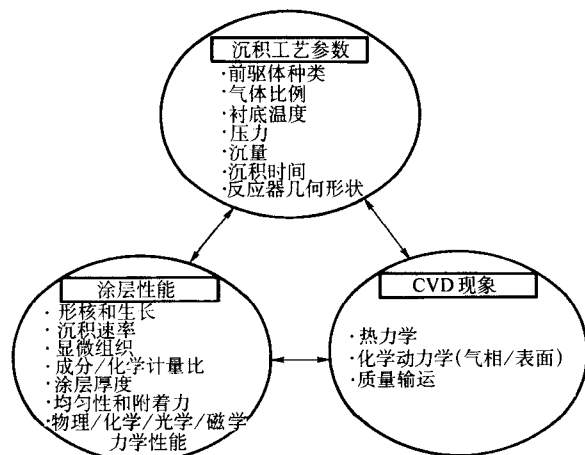 沉积工艺参数
·前驱体种类
·气体比例
·衬底温度
·压力
·沉量
·沉积时间
·反应器几何形状
涂层性能
·形核和生长
·沉积速率
·显微组织
·成分/化学计量比
·涂层厚度
·均匀性和附着力
·物理/化学/光学/磁学
力学性能
CVD现象
·热力学
·化学动力学(气相/表面)
·质量输运